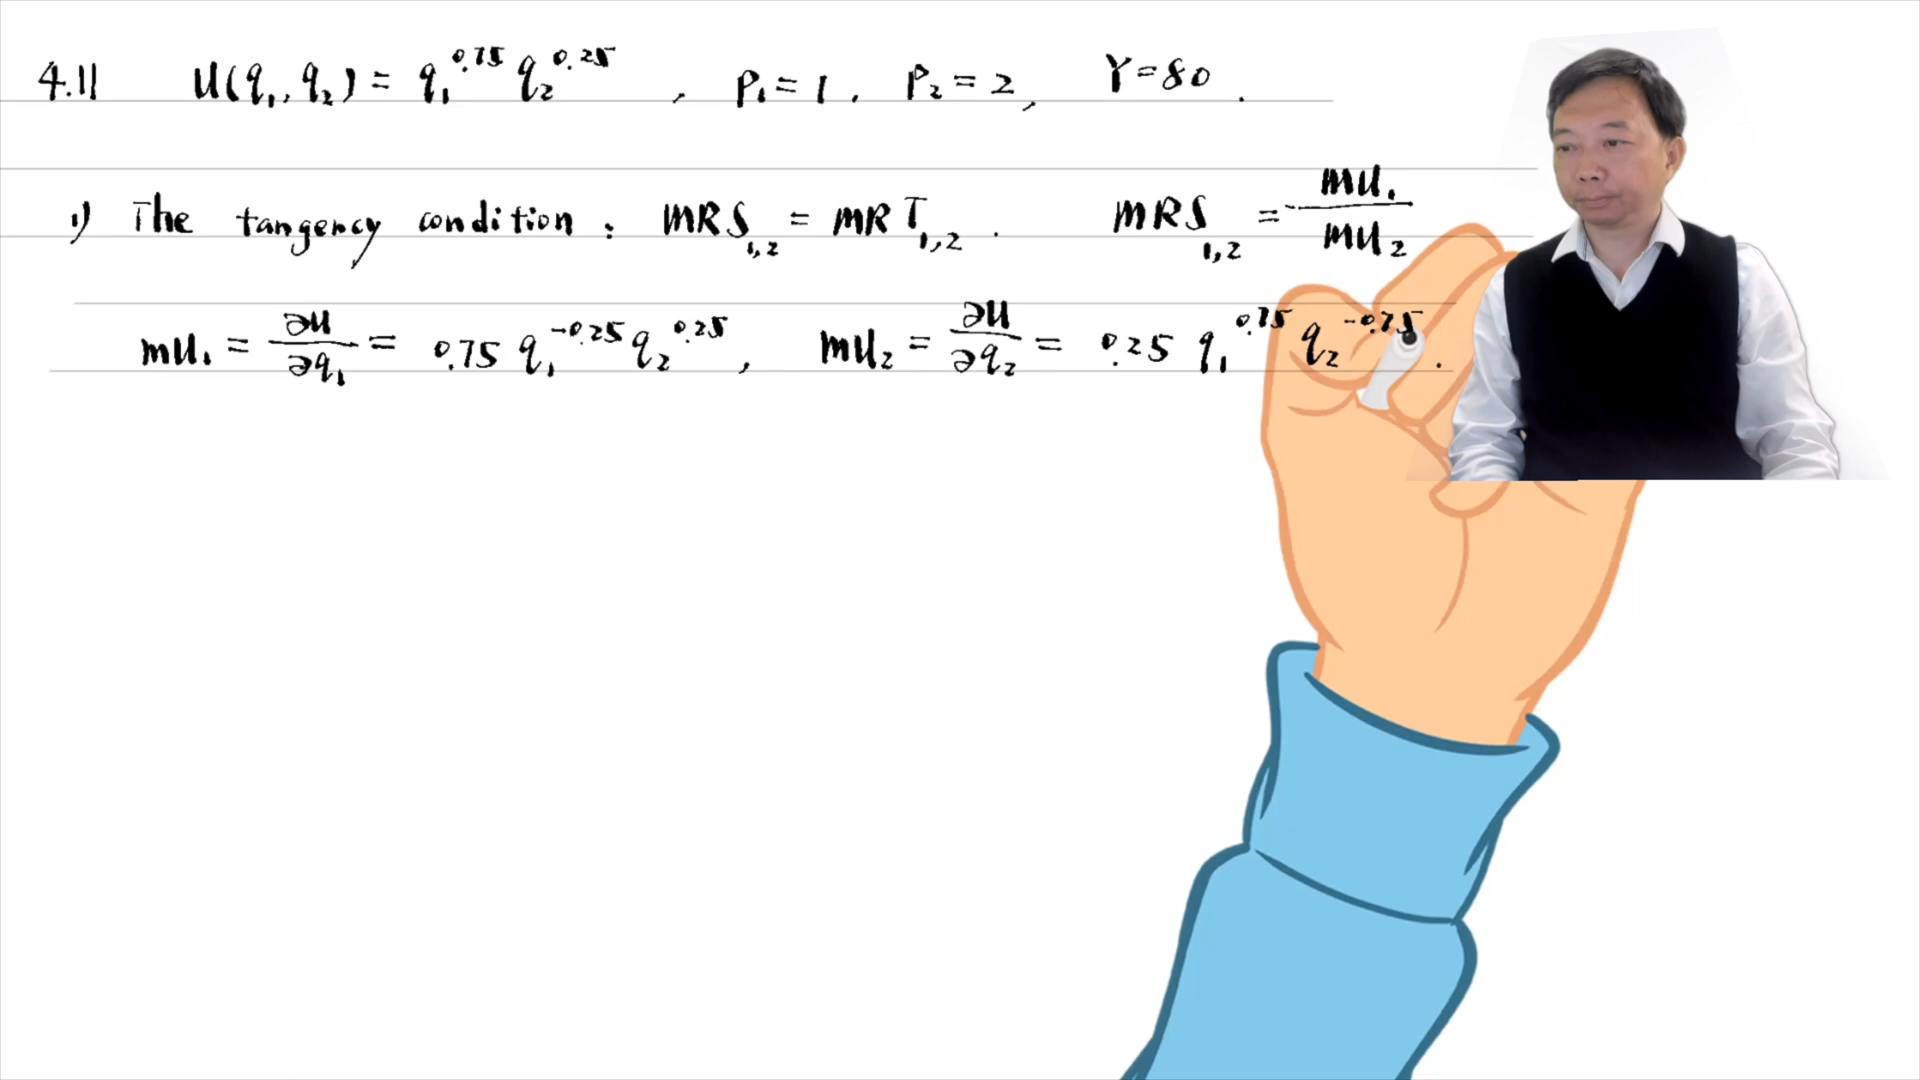 4.11 U(q₁, q₂) = q₁^0.75 q₂^0.25 , P₁ = 1 . P₂ = 2 , Y = 80 .
1) The tangency condition : MRS₁,₂ = MRT₁,₂ . MRS₁,₂ = - MU₁ / MU₂
MU₁ = ∂U/∂q₁ = 0.75 q₁^-0.25 q₂^0.25 , MU₂ = ∂U/∂q₂ = 0.25 q₁^0.75 q₂^-0.75 .